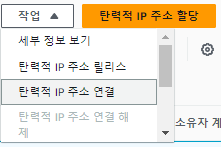 작업 ▲
탄력적 IP 주소 할당
세부 정보 보기
탄력적 IP 주소 릴리스
탄력적 IP 주소 연결
탄력적 IP 주소 연결 해
제
소유자 계